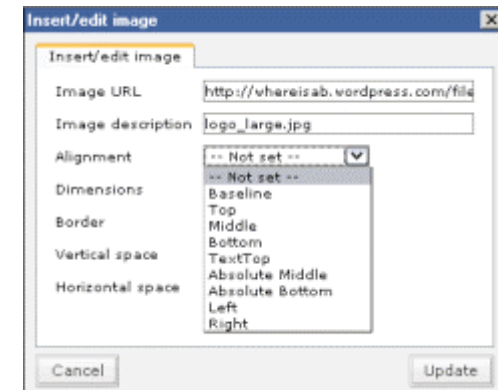 Insert/edit image
Insert/edit image
Image URL http://whereisab.wordpress.com/file
Image description logo_large.jpg
Alignment -- Not set --
-- Not set --
Dimensions
Baseline
Top
Border
Middle
Bottom
Vertical space
TextTop
Absolute Middle
Horizontal space
Absolute Bottom
Left
Right
Cancel Update